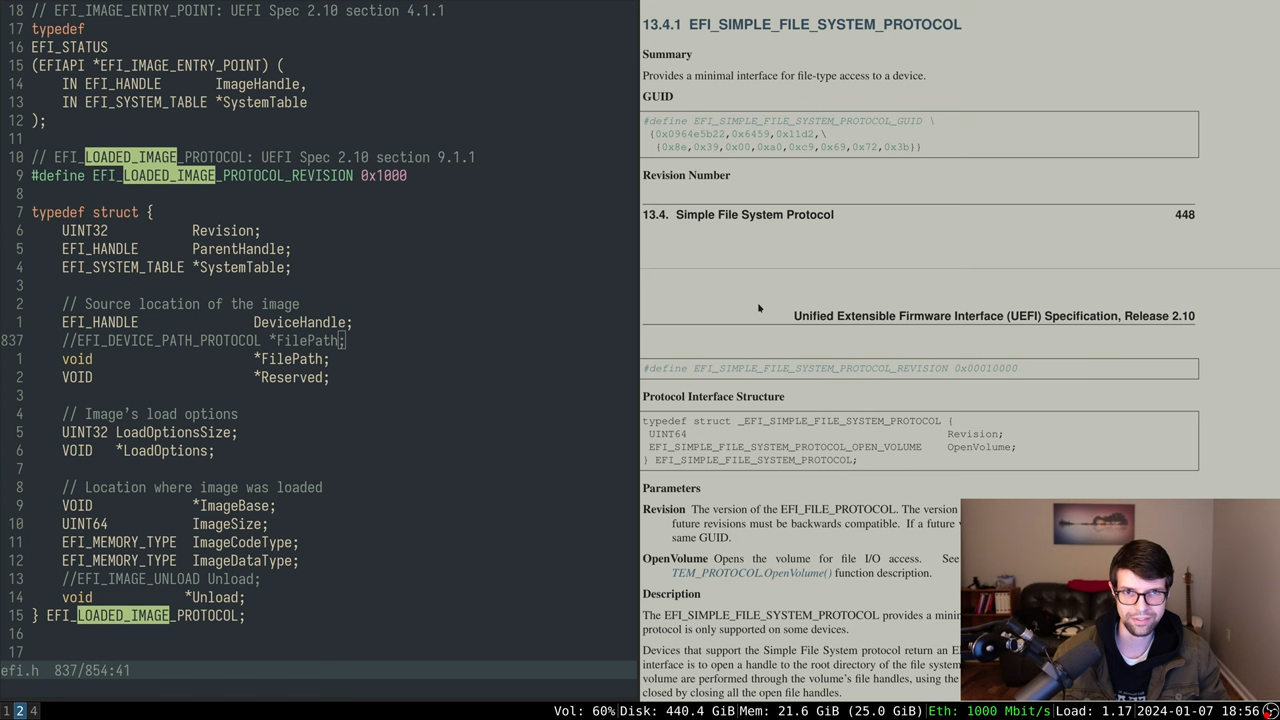 18 // EFI_IMAGE_ENTRY_POINT: UEFI Spec 2.10 section 4.1.1
17 typedef
16 EFI_STATUS
15 (EFIAPI *EFI_IMAGE_ENTRY_POINT) (
14     IN EFI_HANDLE       ImageHandle,
13     IN EFI_SYSTEM_TABLE *SystemTable
12 );
11
10 // EFI_LOADED_IMAGE_PROTOCOL: UEFI Spec 2.10 section 9.1.1
9 #define EFI_LOADED_IMAGE_PROTOCOL_REVISION 0x1000
8
7 typedef struct {
6     UINT32           Revision;
5     EFI_HANDLE       ParentHandle;
4     EFI_SYSTEM_TABLE *SystemTable;
3
2     // Source location of the image
1     EFI_HANDLE               DeviceHandle;
837     //EFI_DEVICE_PATH_PROTOCOL *FilePath;
1     void                     *FilePath;
2     VOID                     *Reserved;
3
4     // Image's load options
5     UINT32 LoadOptionsSize;
6     VOID   *LoadOptions;
7
8     // Location where image was loaded
9     VOID             *ImageBase;
10     UINT64           ImageSize;
11     EFI_MEMORY_TYPE  ImageCodeType;
12     EFI_MEMORY_TYPE  ImageDataType;
13     //EFI_IMAGE_UNLOAD Unload;
14     void            *Unload;
15 } EFI_LOADED_IMAGE_PROTOCOL;
16
17
efi.h  837/854:41
13.4.1 EFI_SIMPLE_FILE_SYSTEM_PROTOCOL
Summary
Provides a minimal interface for file-type access to a device.
GUID
#define EFI_SIMPLE_FILE_SYSTEM_PROTOCOL_GUID \
{0x0964e5b22,0x6459,0x11d2,\
{0x8e,0x39,0x00,0xa0,0xc9,0x69,0x72,0x3b}}
Revision Number
13.4. Simple File System Protocol 448
Unified Extensible Firmware Interface (UEFI) Specification, Release 2.10
#define EFI_SIMPLE_FILE_SYSTEM_PROTOCOL_REVISION 0x00010000
Protocol Interface Structure
typedef struct _EFI_SIMPLE_FILE_SYSTEM_PROTOCOL {
UINT64 Revision;
EFI_SIMPLE_FILE_SYSTEM_PROTOCOL_OPEN_VOLUME OpenVolume;
} EFI_SIMPLE_FILE_SYSTEM_PROTOCOL;
Parameters
Revision The version of the EFI_FILE_PROTOCOL. The version
future revisions must be backwards compatible. If a future
same GUID.
OpenVolume Opens the volume for file I/O access. See
TEM_PROTOCOL.OpenVolume() function description.
Description
The EFI_SIMPLE_FILE_SYSTEM_PROTOCOL provides a
protocol is only supported on some devices.
Devices that support the Simple File System protocol return an
interface is to open a handle to the root directory of the file system
volume are performed through the volume's file handles, using the
closed by closing all the open file handles.
1 2 4 Vol: 60%|Disk: 440.4 GiB|Mem: 21.6 GiB (25.0 GiB)|Eth: 1000 Mbit/s|Load: 1.17|2024-01-07 18:56